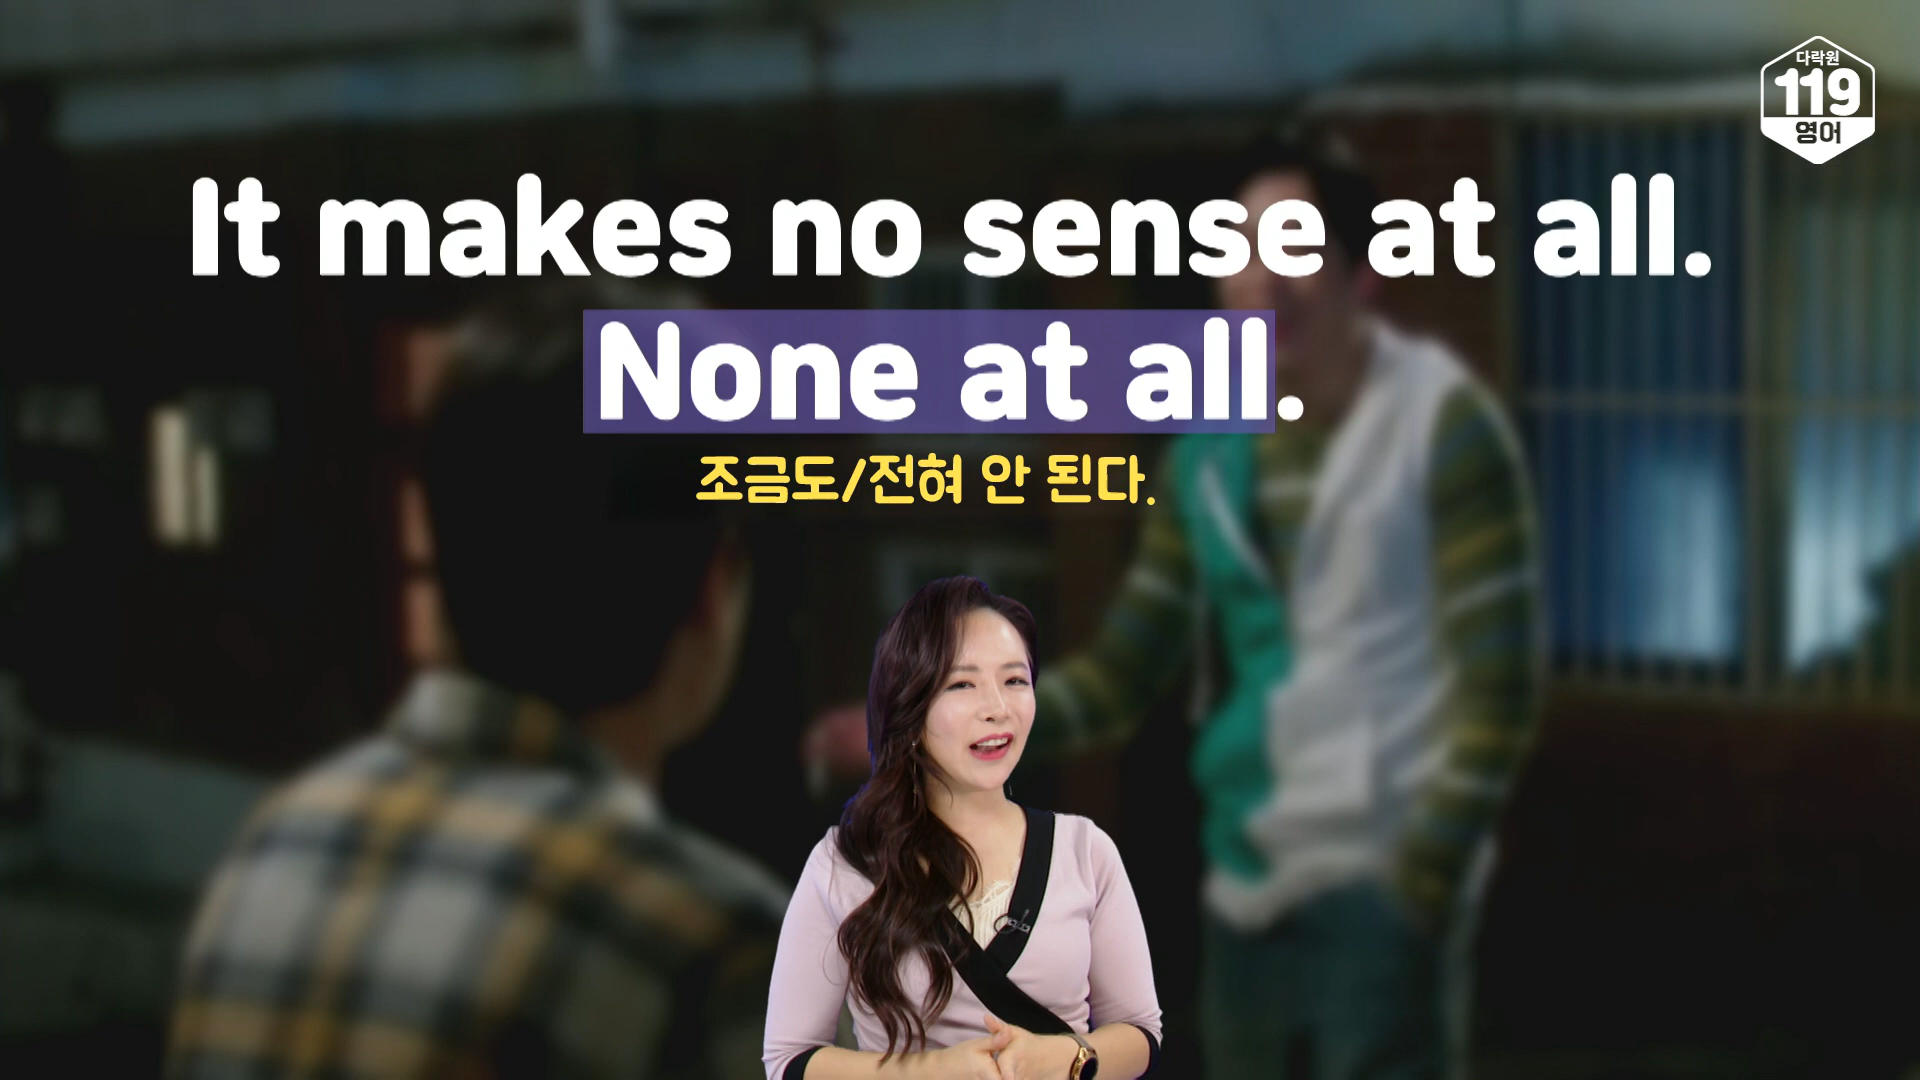 다락원
119
영어
It makes no sense at all.
None at all.
조금도/전혀 안 된다.